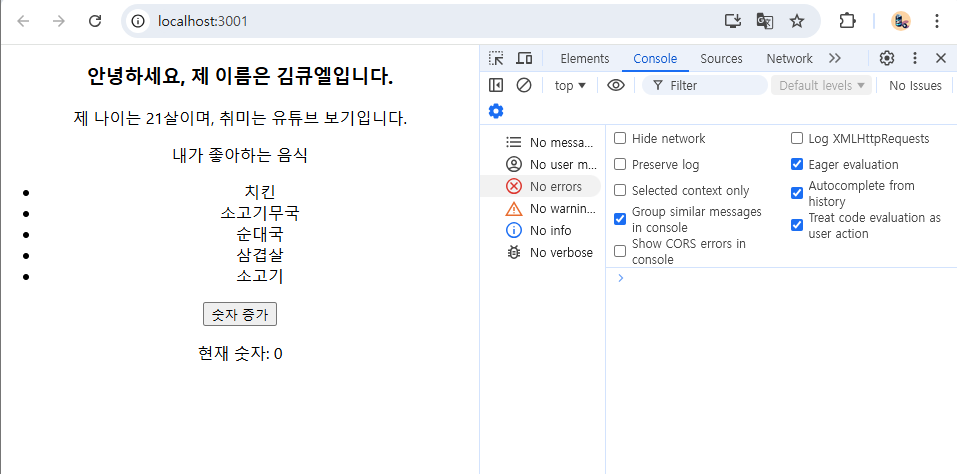 localhost:3001
안녕하세요, 제 이름은 김큐엘입니다.
제 나이는 21살이며, 취미는 유튜브 보기입니다.
내가 좋아하는 음식
치킨
소고기무국
순대국
삼겹살
소고기
숫자 증가
현재 숫자: 0
Elements Console Sources Network
top Filter Default levels No Issues
No messa...
No user m...
No errors
No warnin...
No info
No verbose
Hide network
Preserve log
Selected context only
Group similar messages
in console
Show CORS errors in
console
Log XMLHttpRequests
Eager evaluation
Autocomplete from
history
Treat code evaluation as
user action